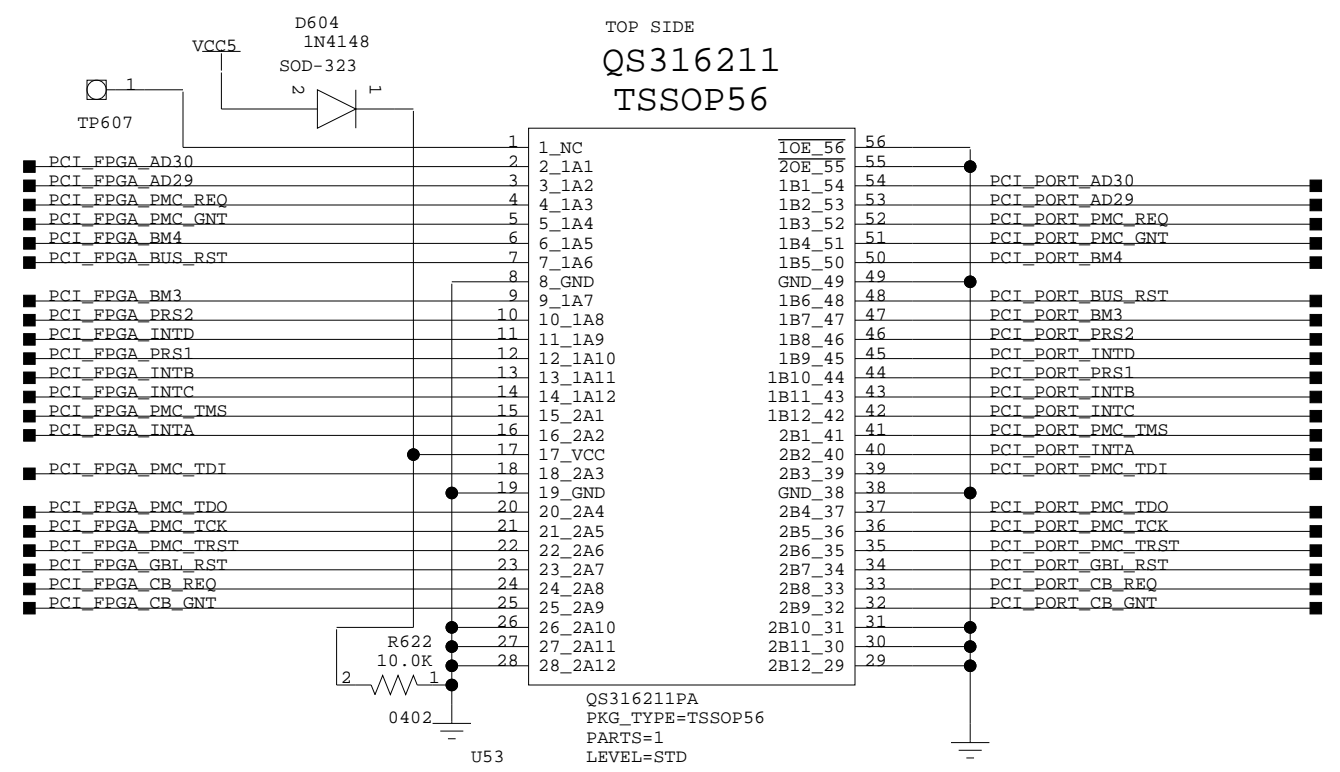 D604
1N4148
SOD-323
VCC5
2
1
1
TP607
TOP SIDE
QS316211
TSSOP56
1 1_NC 1OE_56 56
PCI_FPGA_AD30 2 2_1A1 2OE_55 55
PCI_FPGA_AD29 3 3_1A2 1B1_54 54 PCI_PORT_AD30
PCI_FPGA_PMC_REQ 4 4_1A3 1B2_53 53 PCI_PORT_AD29
PCI_FPGA_PMC_GNT 5 5_1A4 1B3_52 52 PCI_PORT_PMC_REQ
PCI_FPGA_BM4 6 6_1A5 1B4_51 51 PCI_PORT_PMC_GNT
PCI_FPGA_BUS_RST 7 7_1A6 1B5_50 50 PCI_PORT_BM4
8 8_GND GND_49 49
PCI_FPGA_BM3 9 9_1A7 1B6_48 48 PCI_PORT_BUS_RST
PCI_FPGA_PRS2 10 10_1A8 1B7_47 47 PCI_PORT_BM3
PCI_FPGA_INTD 11 11_1A9 1B8_46 46 PCI_PORT_PRS2
PCI_FPGA_PRS1 12 12_1A10 1B9_45 45 PCI_PORT_INTD
PCI_FPGA_INTB 13 13_1A11 1B10_44 44 PCI_PORT_PRS1
PCI_FPGA_INTC 14 14_1A12 1B11_43 43 PCI_PORT_INTB
PCI_FPGA_PMC_TMS 15 15_2A1 1B12_42 42 PCI_PORT_INTC
PCI_FPGA_INTA 16 16_2A2 2B1_41 41 PCI_PORT_PMC_TMS
17 17_VCC 2B2_40 40 PCI_PORT_INTA
PCI_FPGA_PMC_TDI 18 18_2A3 2B3_39 39 PCI_PORT_PMC_TDI
19 19_GND GND_38 38
PCI_FPGA_PMC_TDO 20 20_2A4 2B4_37 37 PCI_PORT_PMC_TDO
PCI_FPGA_PMC_TCK 21 21_2A5 2B5_36 36 PCI_PORT_PMC_TCK
PCI_FPGA_PMC_TRST 22 22_2A6 2B6_35 35 PCI_PORT_PMC_TRST
PCI_FPGA_GBL_RST 23 23_2A7 2B7_34 34 PCI_PORT_GBL_RST
PCI_FPGA_CB_REQ 24 24_2A8 2B8_33 33 PCI_PORT_CB_REQ
PCI_FPGA_CB_GNT 25 25_2A9 2B9_32 32 PCI_PORT_CB_GNT
26 26_2A10 2B10_31 31
27 27_2A11 2B11_30 30
28 28_2A12 2B12_29 29
R622
10.0K
2 1
0402
U53
QS316211PA
PKG_TYPE=TSSOP56
PARTS=1
LEVEL=STD